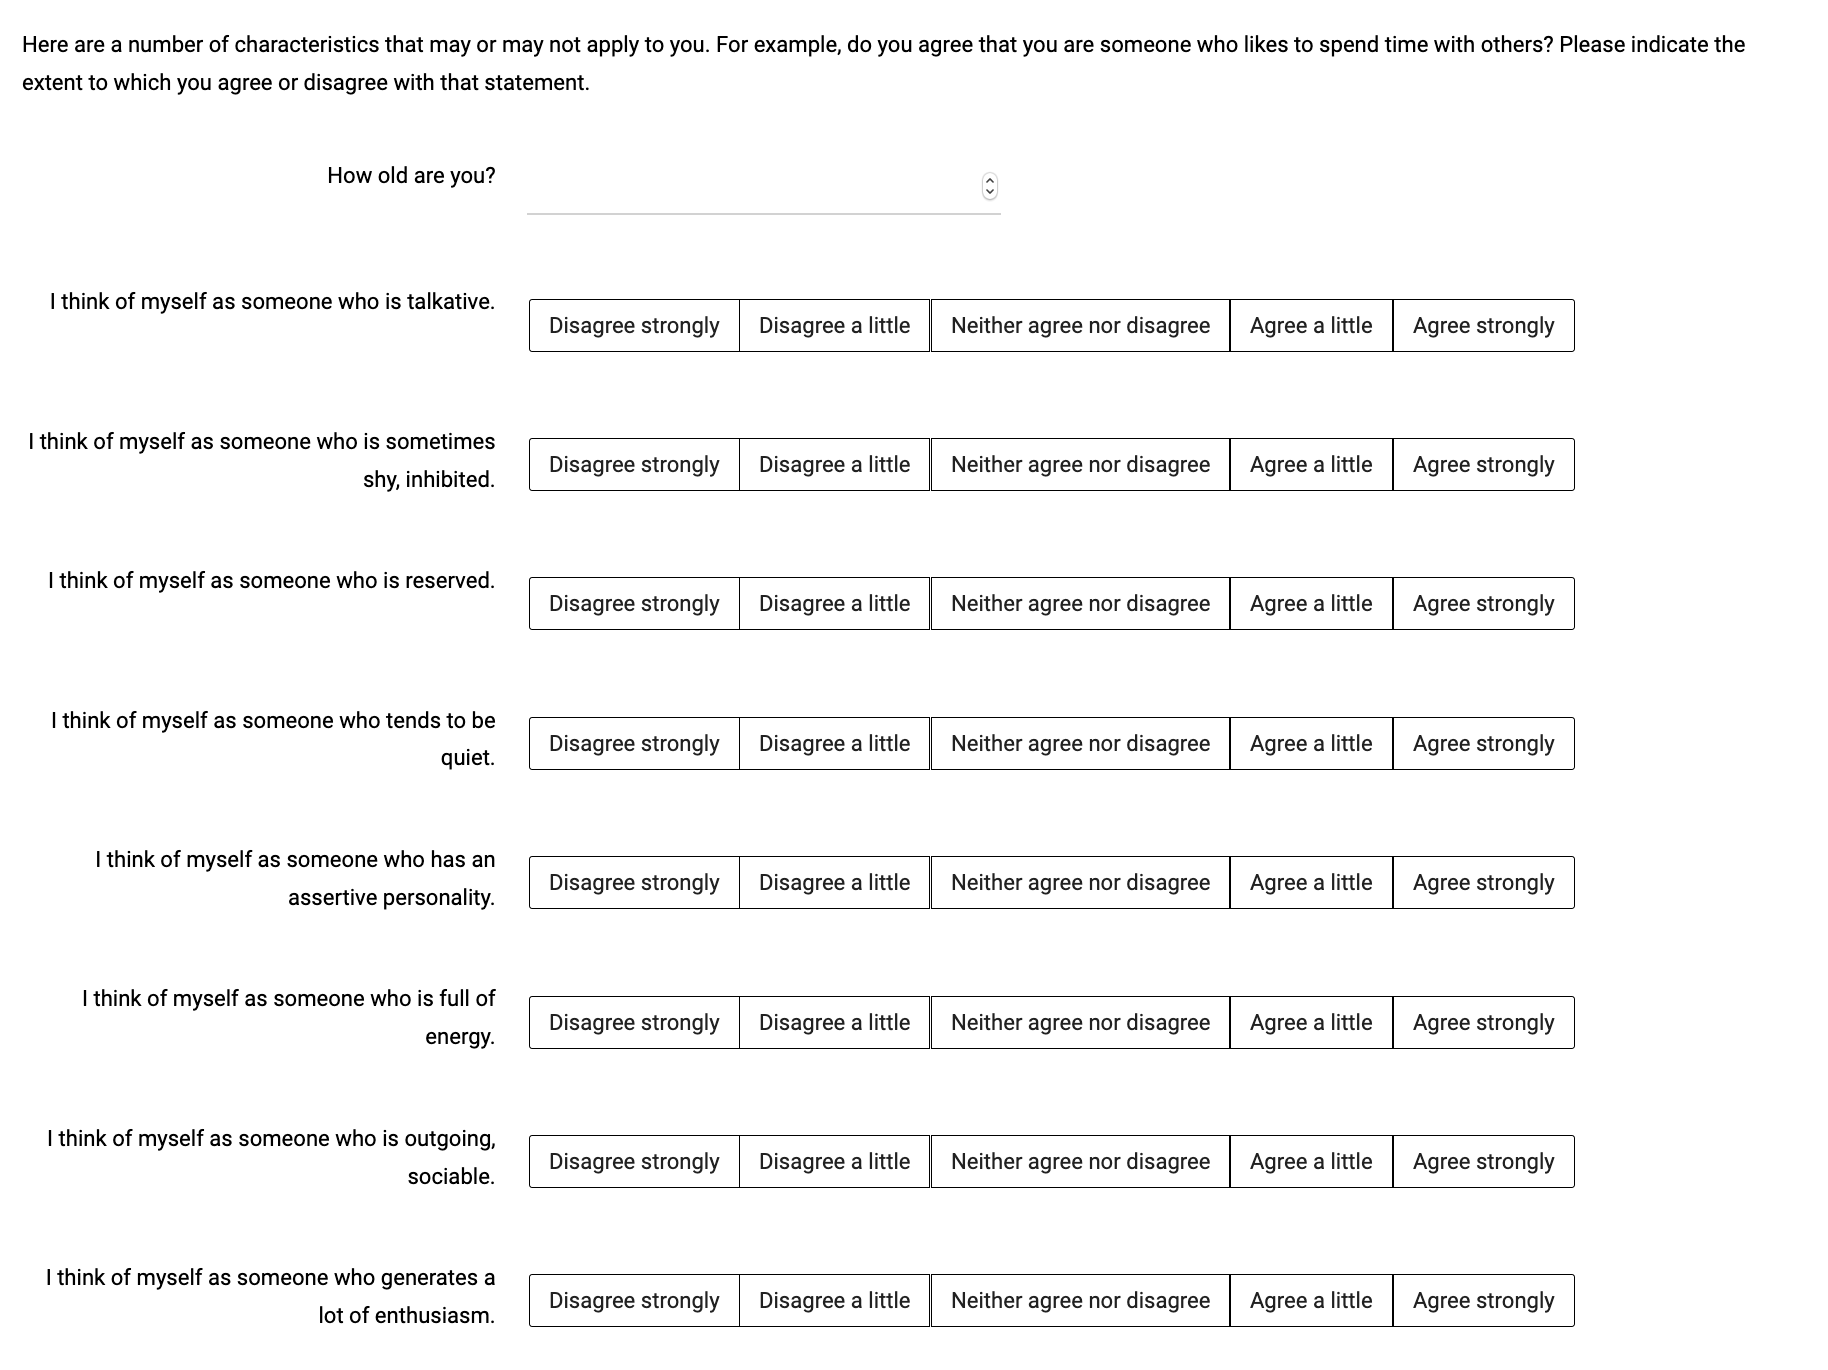 Here are a number of characteristics that may or may not apply to you. For example, do you agree that you are someone who likes to spend time with others? Please indicate the
extent to which you agree or disagree with that statement.
How old are you?
I think of myself as someone who is talkative.
Disagree strongly Disagree a little Neither agree nor disagree Agree a little Agree strongly
I think of myself as someone who is sometimes
shy, inhibited.
Disagree strongly Disagree a little Neither agree nor disagree Agree a little Agree strongly
I think of myself as someone who is reserved.
Disagree strongly Disagree a little Neither agree nor disagree Agree a little Agree strongly
I think of myself as someone who tends to be
quiet.
Disagree strongly Disagree a little Neither agree nor disagree Agree a little Agree strongly
I think of myself as someone who has an
assertive personality.
Disagree strongly Disagree a little Neither agree nor disagree Agree a little Agree strongly
I think of myself as someone who is full of
energy.
Disagree strongly Disagree a little Neither agree nor disagree Agree a little Agree strongly
I think of myself as someone who is outgoing,
sociable.
Disagree strongly Disagree a little Neither agree nor disagree Agree a little Agree strongly
I think of myself as someone who generates a
lot of enthusiasm.
Disagree strongly Disagree a little Neither agree nor disagree Agree a little Agree strongly